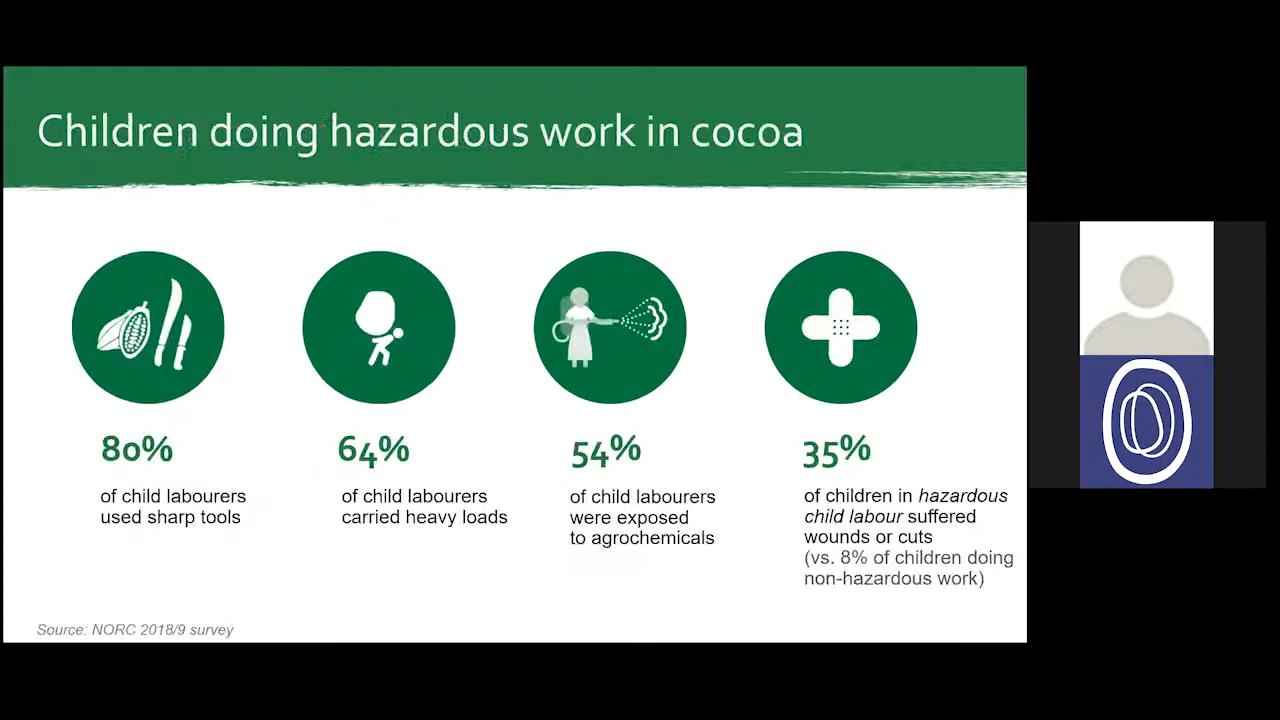 Children doing hazardous work in cocoa
80%
of child labourers
used sharp tools
64%
of child labourers
carried heavy loads
54%
of child labourers
were exposed
to agrochemicals
35%
of children in hazardous
child labour suffered
wounds or cuts
(vs. 8% of children doing
non-hazardous work)
Source: NORC 2018/9 survey